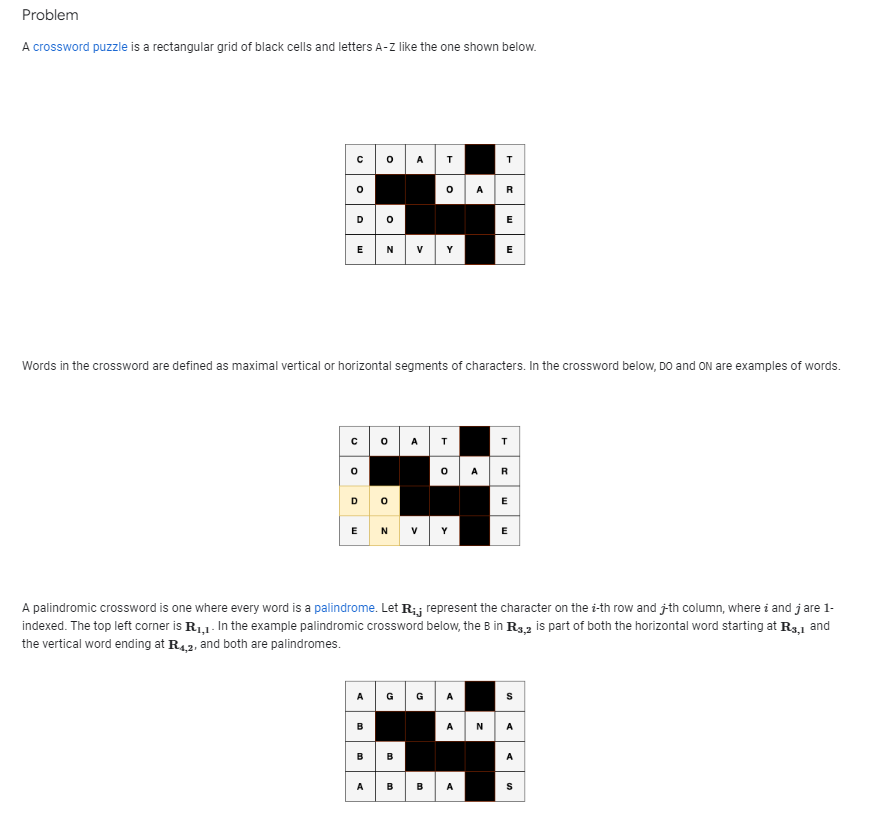 Problem
A crossword puzzle is a rectangular grid of black cells and letters A-Z like the one shown below.
C O A T T
O O A R
D O E
E N V Y E
Words in the crossword are defined as maximal vertical or horizontal segments of characters. In the crossword below, DO and ON are examples of words.
C O A T T
O O A R
D O E
E N V Y E
A palindromic crossword is one where every word is a palindrome. Let R_{i,j} represent the character on the i-th row and j-th column, where i and j are 1-
indexed. The top left corner is R_{1,1}. In the example palindromic crossword below, the B in R_{3,2} is part of both the horizontal word starting at R_{3,1} and
the vertical word ending at R_{4,2}, and both are palindromes.
A G G A S
B A N A
B B A
A B B A S